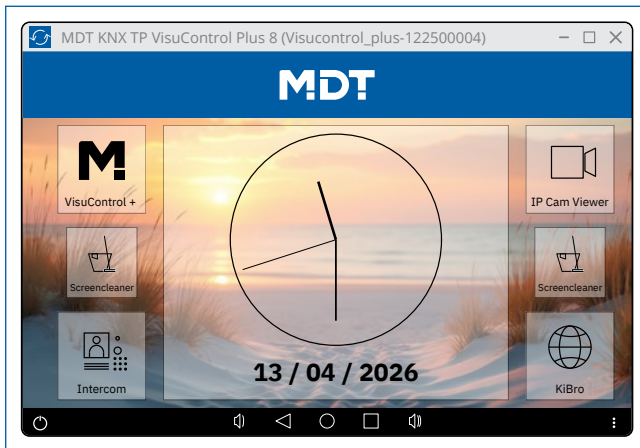 MDT KNX TP VisuControl Plus 8 (Visucontrol_plus-122500004)
MDT
M
VisuControl +
IP Cam Viewer
Screencleaner
Screencleaner
Intercom
13 / 04 / 2026
KiBro